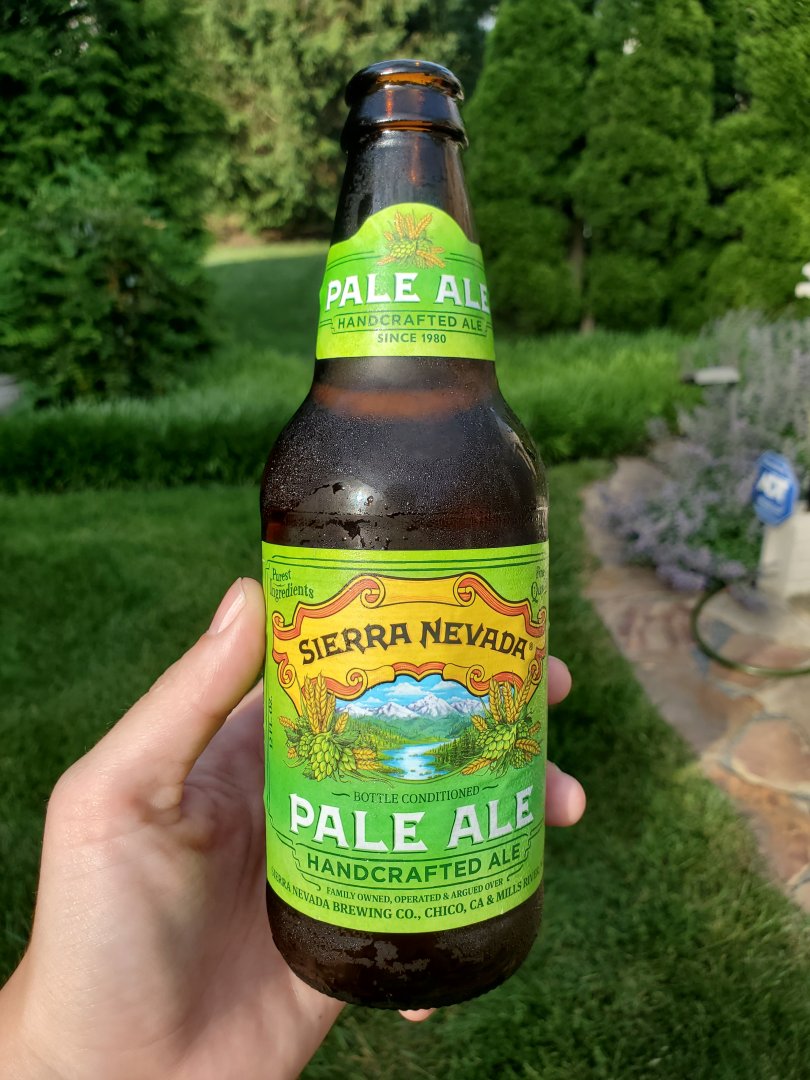 PALE ALE
HANDCRAFTED ALE
SINCE 1980
Purest
Ingredients
SIERRA NEVADA®
BOTTLE CONDITIONED
PALE ALE
HANDCRAFTED ALE
FAMILY OWNED, OPERATED & ARGUED OVER
SIERRA NEVADA BREWING CO., CHICO, CA & MILLS
ADT